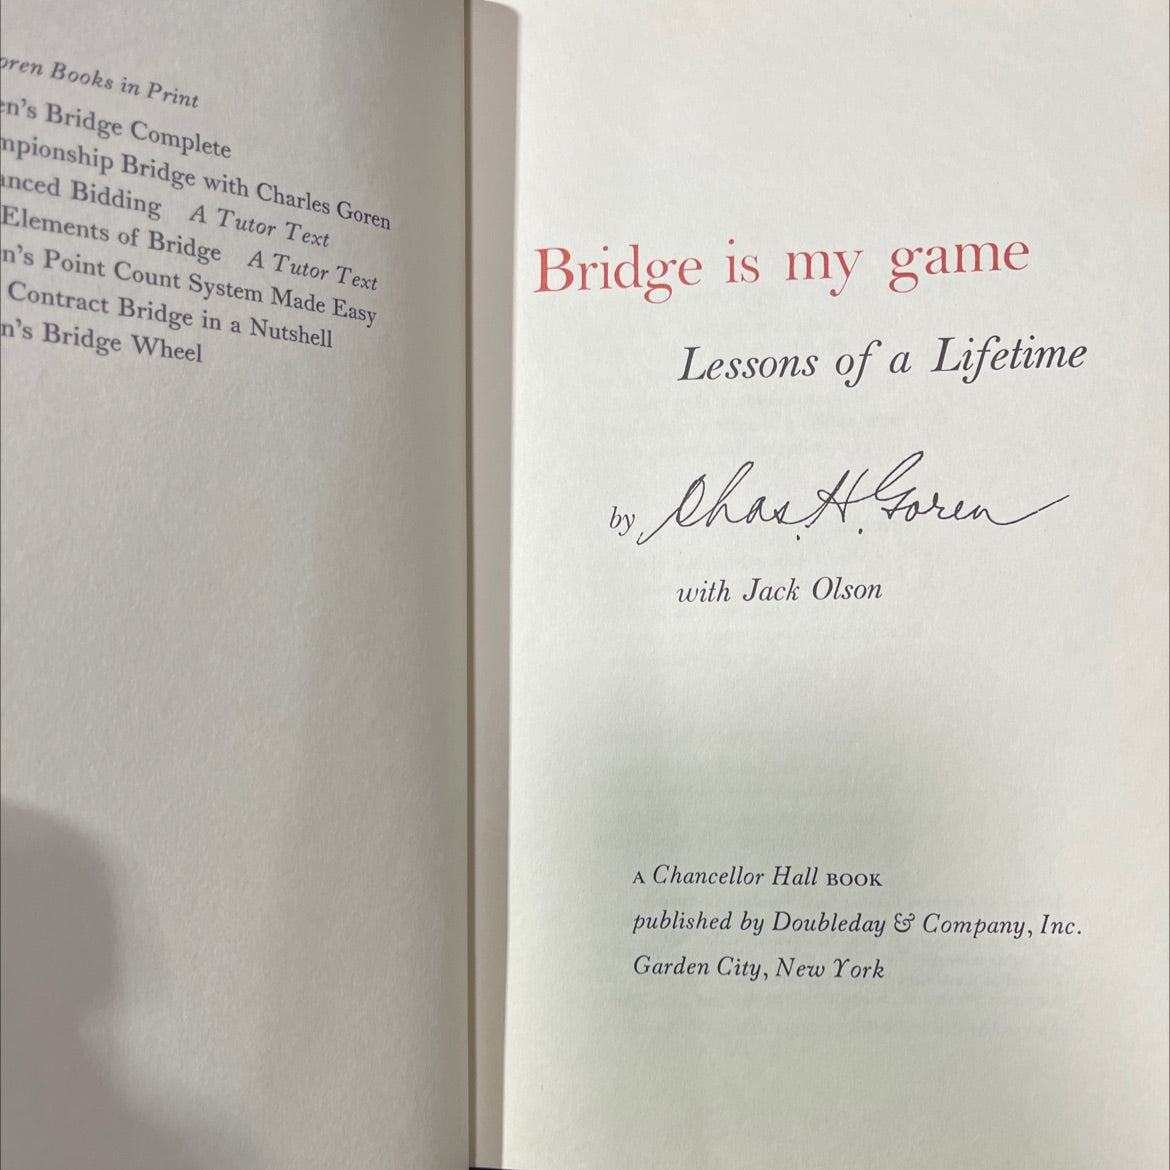 oren Books in Print
en's Bridge Complete
mpionship Bridge with Charles Goren
anced Bidding A Tutor Text
Elements of Bridge A Tutor Text
n's Point Count System Made Easy
Contract Bridge in a Nutshell
n's Bridge Wheel
Bridge is my game
Lessons of a Lifetime
by Chas. H. Goren
with Jack Olson
A Chancellor Hall BOOK
published by Doubleday & Company, Inc.
Garden City, New York